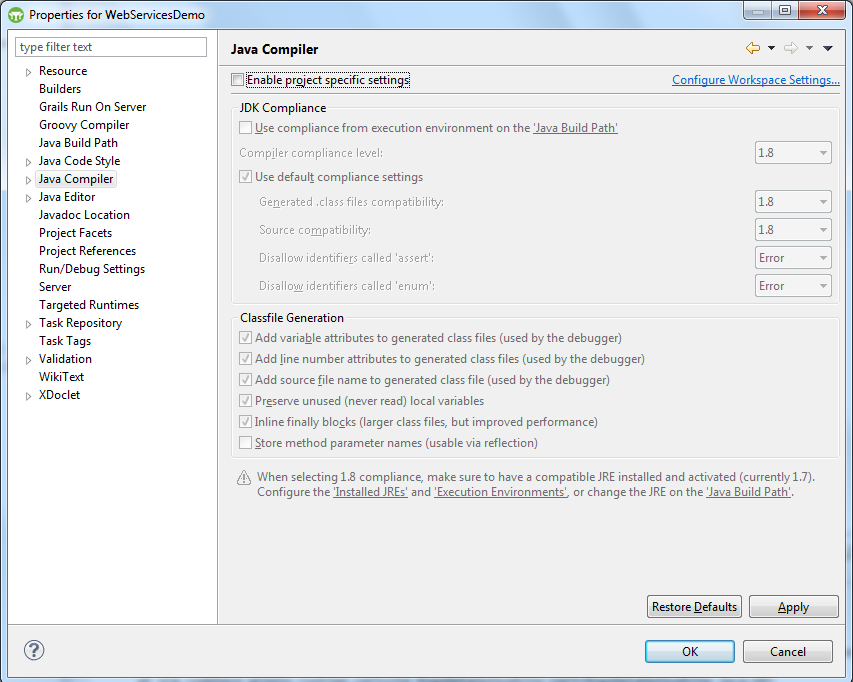 Properties for WebServicesDemo
type filter text
Resource
Builders
Grails Run On Server
Groovy Compiler
Java Build Path
Java Code Style
Java Compiler
Java Editor
Javadoc Location
Project Facets
Project References
Run/Debug Settings
Server
Targeted Runtimes
Task Repository
Task Tags
Validation
WikiText
XDoclet
Java Compiler
Enable project specific settings
Configure Workspace Settings...
JDK Compliance
Use compliance from execution environment on the 'Java Build Path'
Compiler compliance level: 1.8
Use default compliance settings
Generated .class files compatibility: 1.8
Source compatibility: 1.8
Disallow identifiers called 'assert': Error
Disallow identifiers called 'enum': Error
Classfile Generation
Add variable attributes to generated class files (used by the debugger)
Add line number attributes to generated class files (used by the debugger)
Add source file name to generated class file (used by the debugger)
Preserve unused (never read) local variables
Inline finally blocks (larger class files, but improved performance)
Store method parameter names (usable via reflection)
When selecting 1.8 compliance, make sure to have a compatible JRE installed and activated (currently 1.7).
Configure the 'Installed JREs' and 'Execution Environments', or change the JRE on the 'Java Build Path'.
Restore Defaults Apply
? OK Cancel